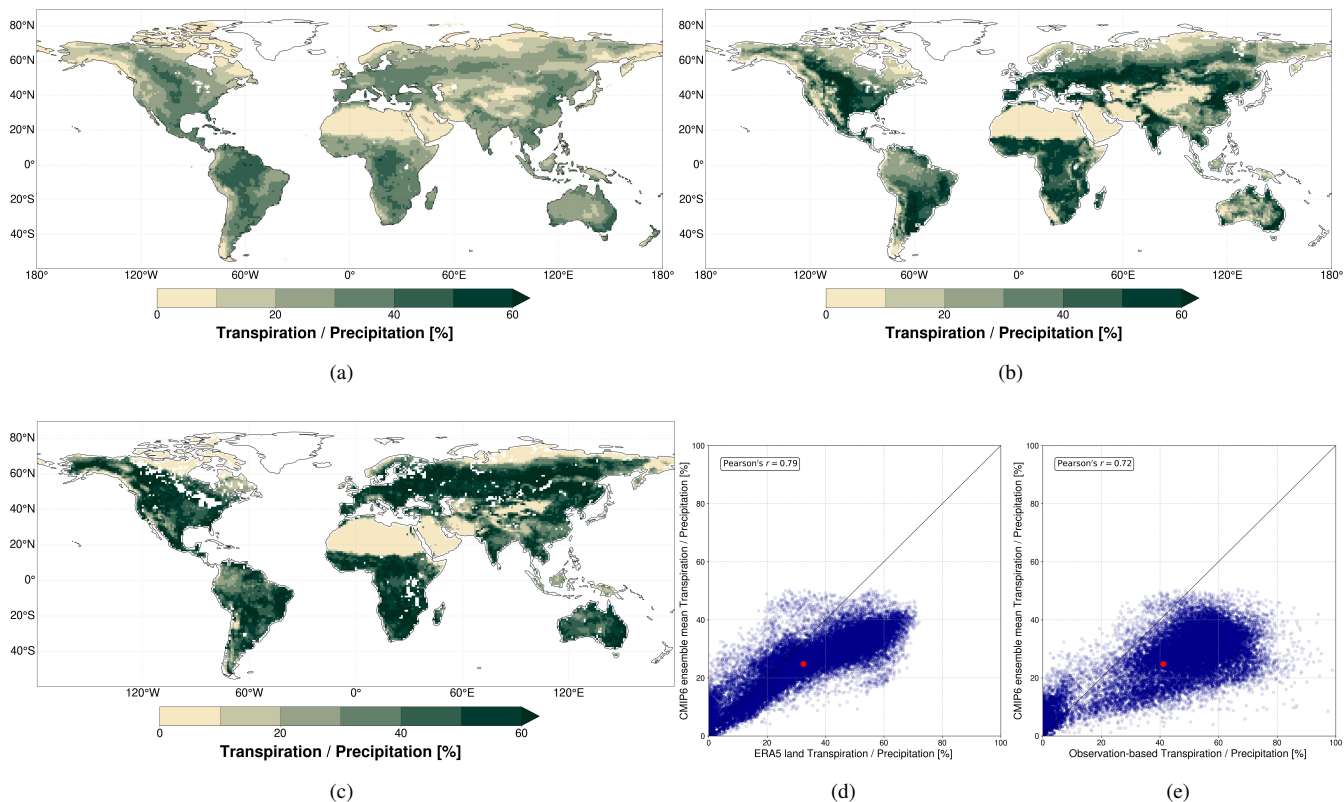 80°N
60°N
40°N
20°N
0°
20°S
40°S
180° 120°W 60°W 0° 60°E 120°E 180°
0 20 40 60
Transpiration / Precipitation [%]
(a)
80°N
60°N
40°N
20°N
0°
20°S
40°S
180° 120°W 60°W 0° 60°E 120°E 180°
0 20 40 60
Transpiration / Precipitation [%]
(b)
80°N
60°N
40°N
20°N
0°
20°S
40°S
120°W 60°W 0° 60°E 120°E
0 20 40 60
Transpiration / Precipitation [%]
(c)
CMIP6 ensemble mean Transpiration / Precipitation [%]
100
80
60
40
20
0
Pearson's r = 0.79
0 20 40 60 80 100
ERA5 land Transpiration / Precipitation [%]
(d)
CMIP6 ensemble mean Transpiration / Precipitation [%]
100
80
60
40
20
0
Pearson's r = 0.72
0 20 40 60 80 100
Observation-based Transpiration / Precipitation [%]
(e)